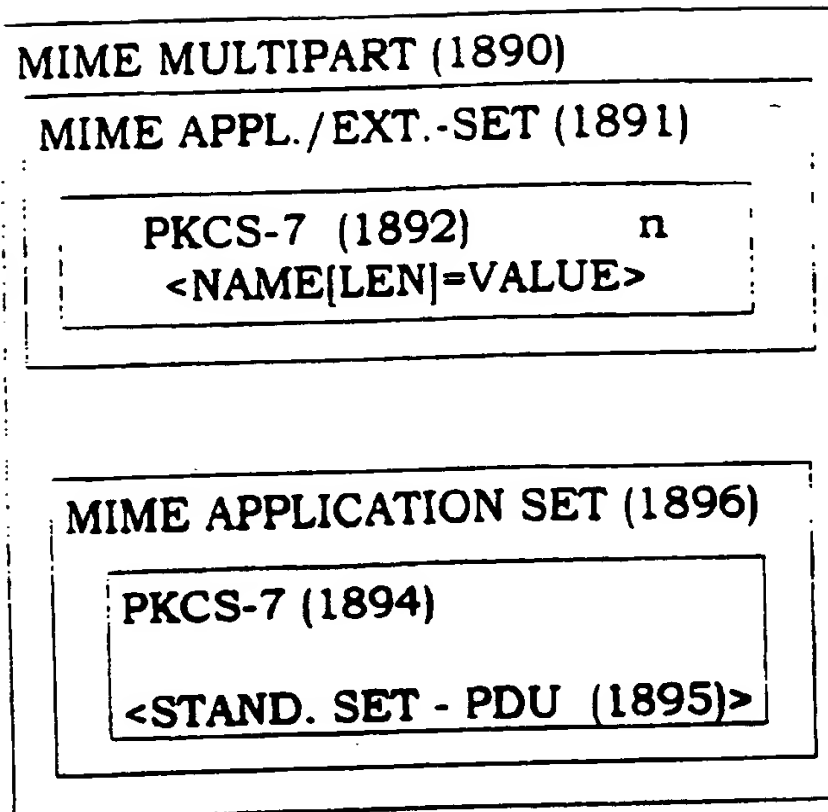 MIME MULTIPART (1890)
MIME APPL./EXT.-SET (1891)
PKCS-7 (1892) n
<NAME[LEN]=VALUE>
MIME APPLICATION SET (1896)
PKCS-7 (1894)
<STAND. SET - PDU (1895)>